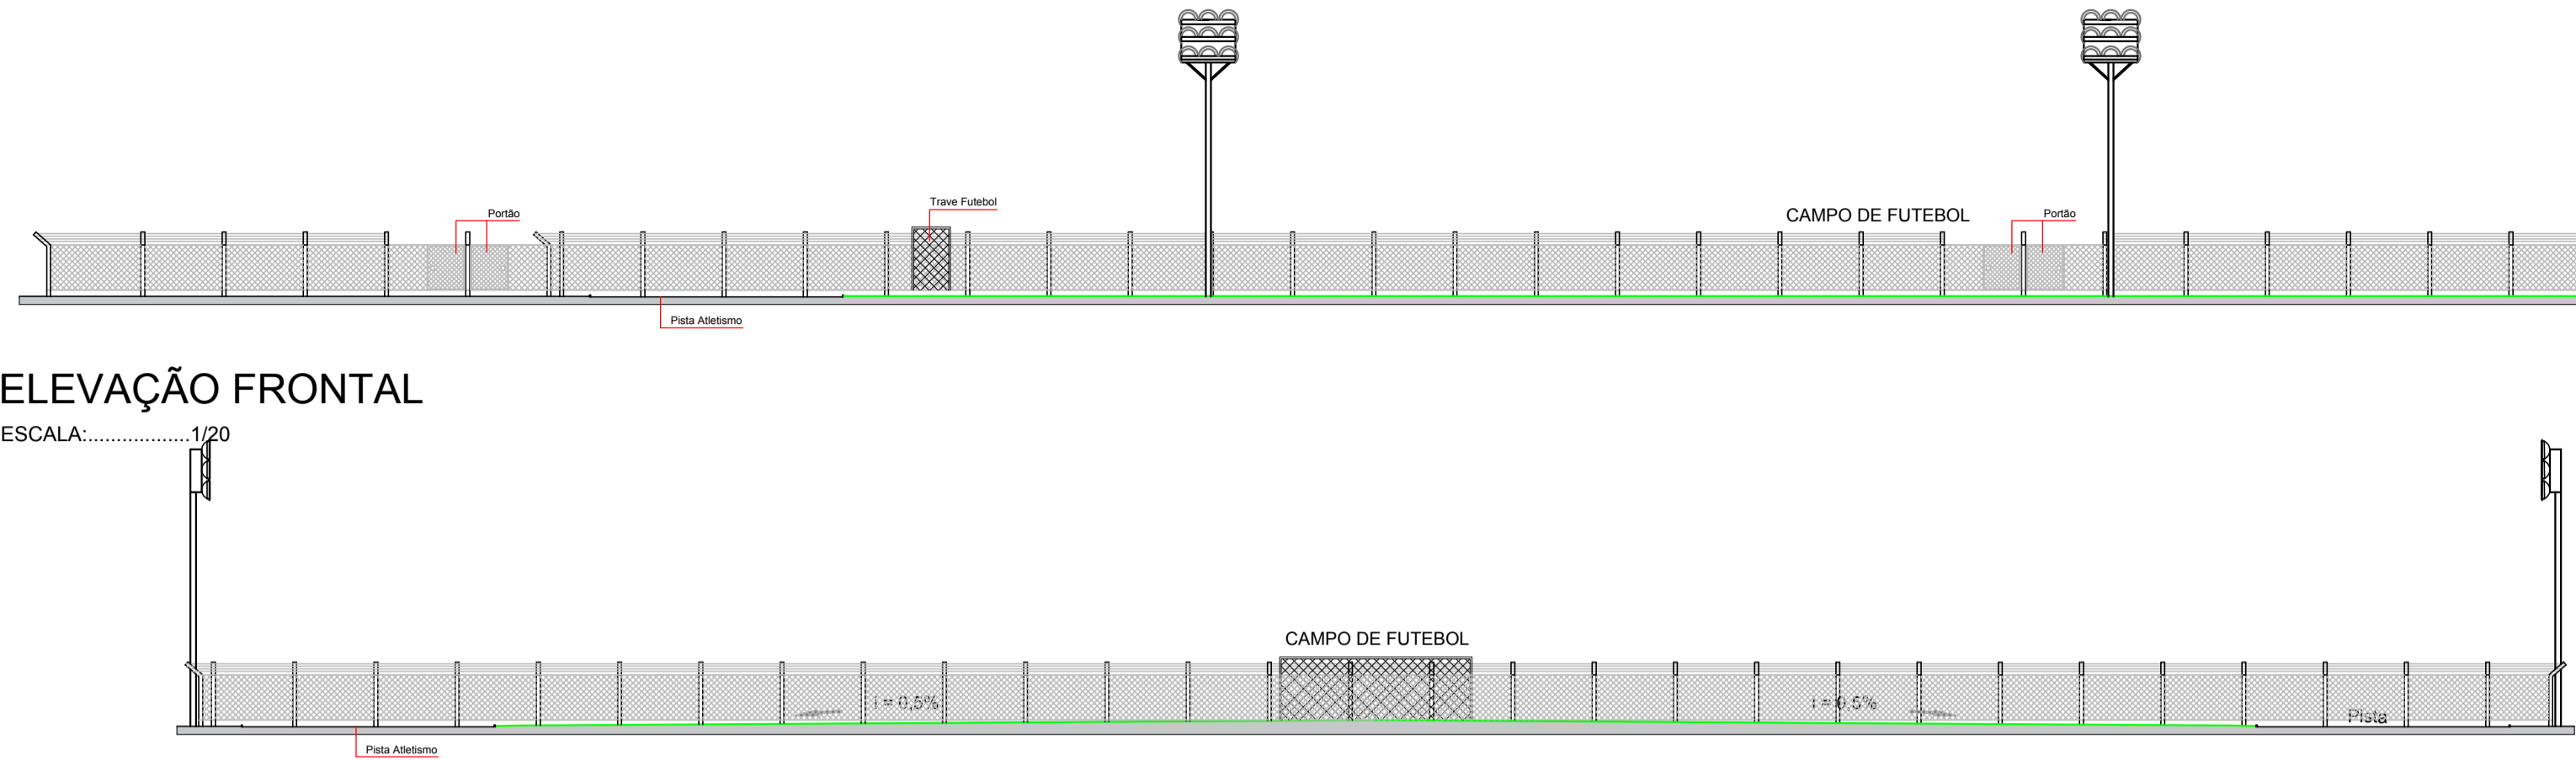 Trave Futebol
Portão
CAMPO DE FUTEBOL
Portão
Pista Atletismo
ELEVAÇÃO FRONTAL
ESCALA:..................1/20
CAMPO DE FUTEBOL
i = 0,5%
i = 0,5%
Pista
Pista Atletismo